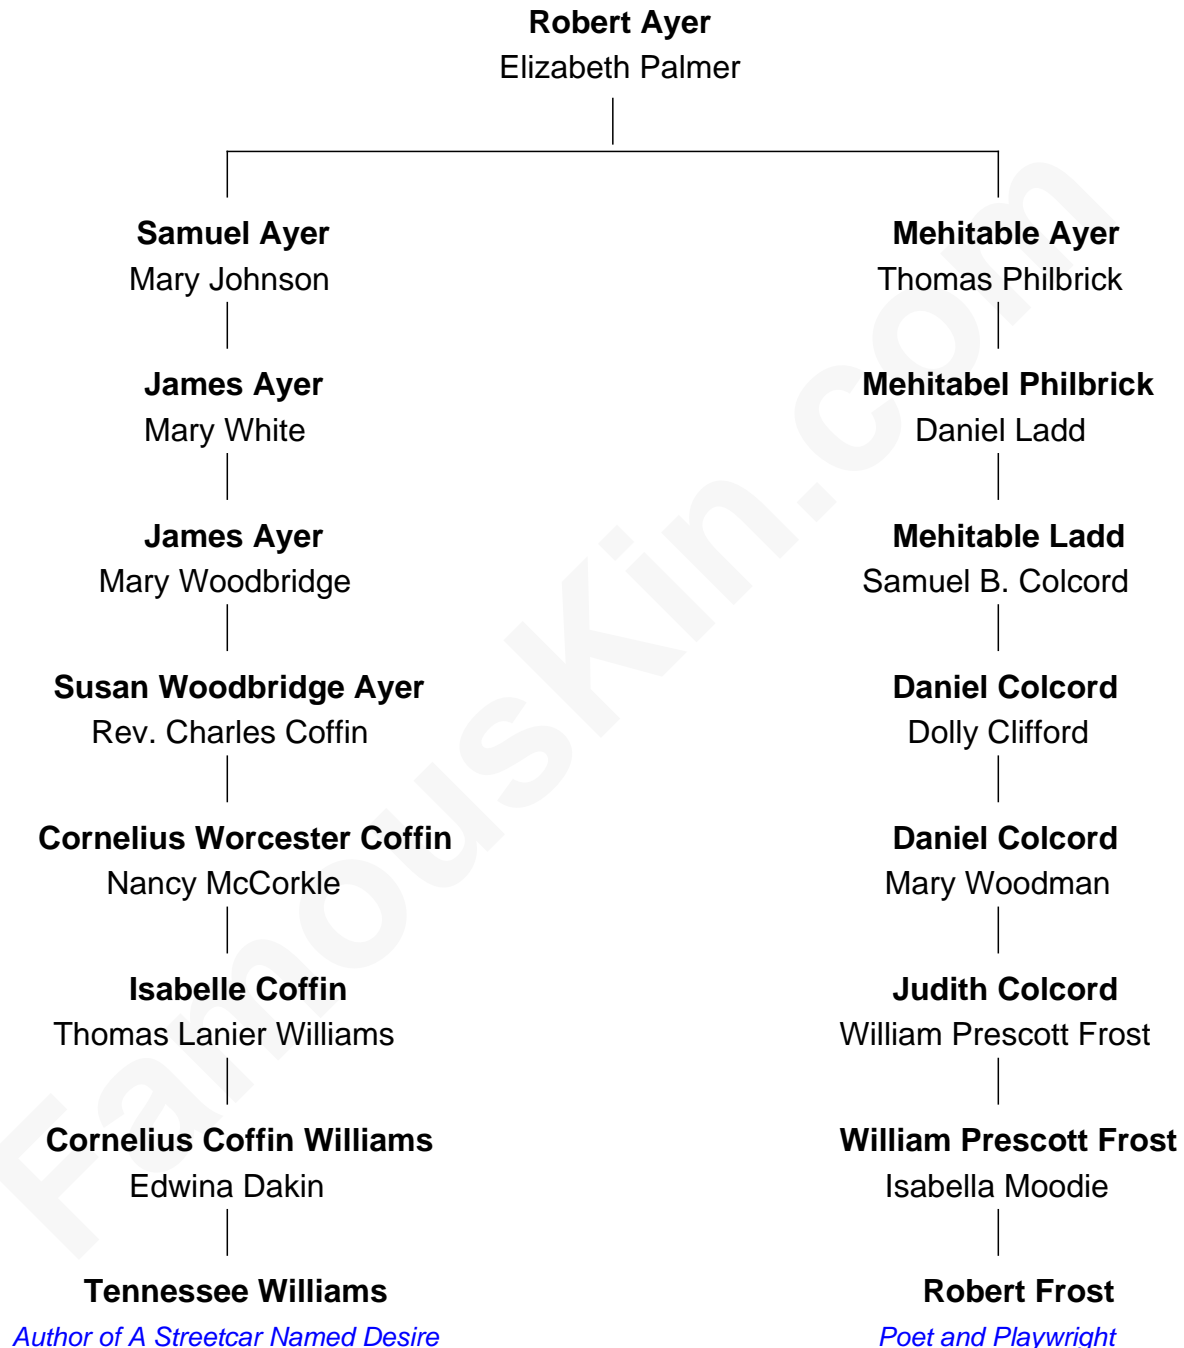 Robert Ayer
Elizabeth Palmer
Samuel Ayer
Mary Johnson
Mehitable Ayer
Thomas Philbrick
James Ayer
Mary White
Mehitabel Philbrick
Daniel Ladd
James Ayer
Mary Woodbridge
Mehitable Ladd
Samuel B. Colcord
Susan Woodbridge Ayer
Rev. Charles Coffin
Daniel Colcord
Dolly Clifford
Cornelius Worcester Coffin
Nancy McCorkle
Daniel Colcord
Mary Woodman
Isabelle Coffin
Thomas Lanier Williams
Judith Colcord
William Prescott Frost
Cornelius Coffin Williams
Edwina Dakin
William Prescott Frost
Isabella Moodie
Tennessee Williams
Author of A Streetcar Named Desire
Robert Frost
Poet and Playwright
FamousKin.com